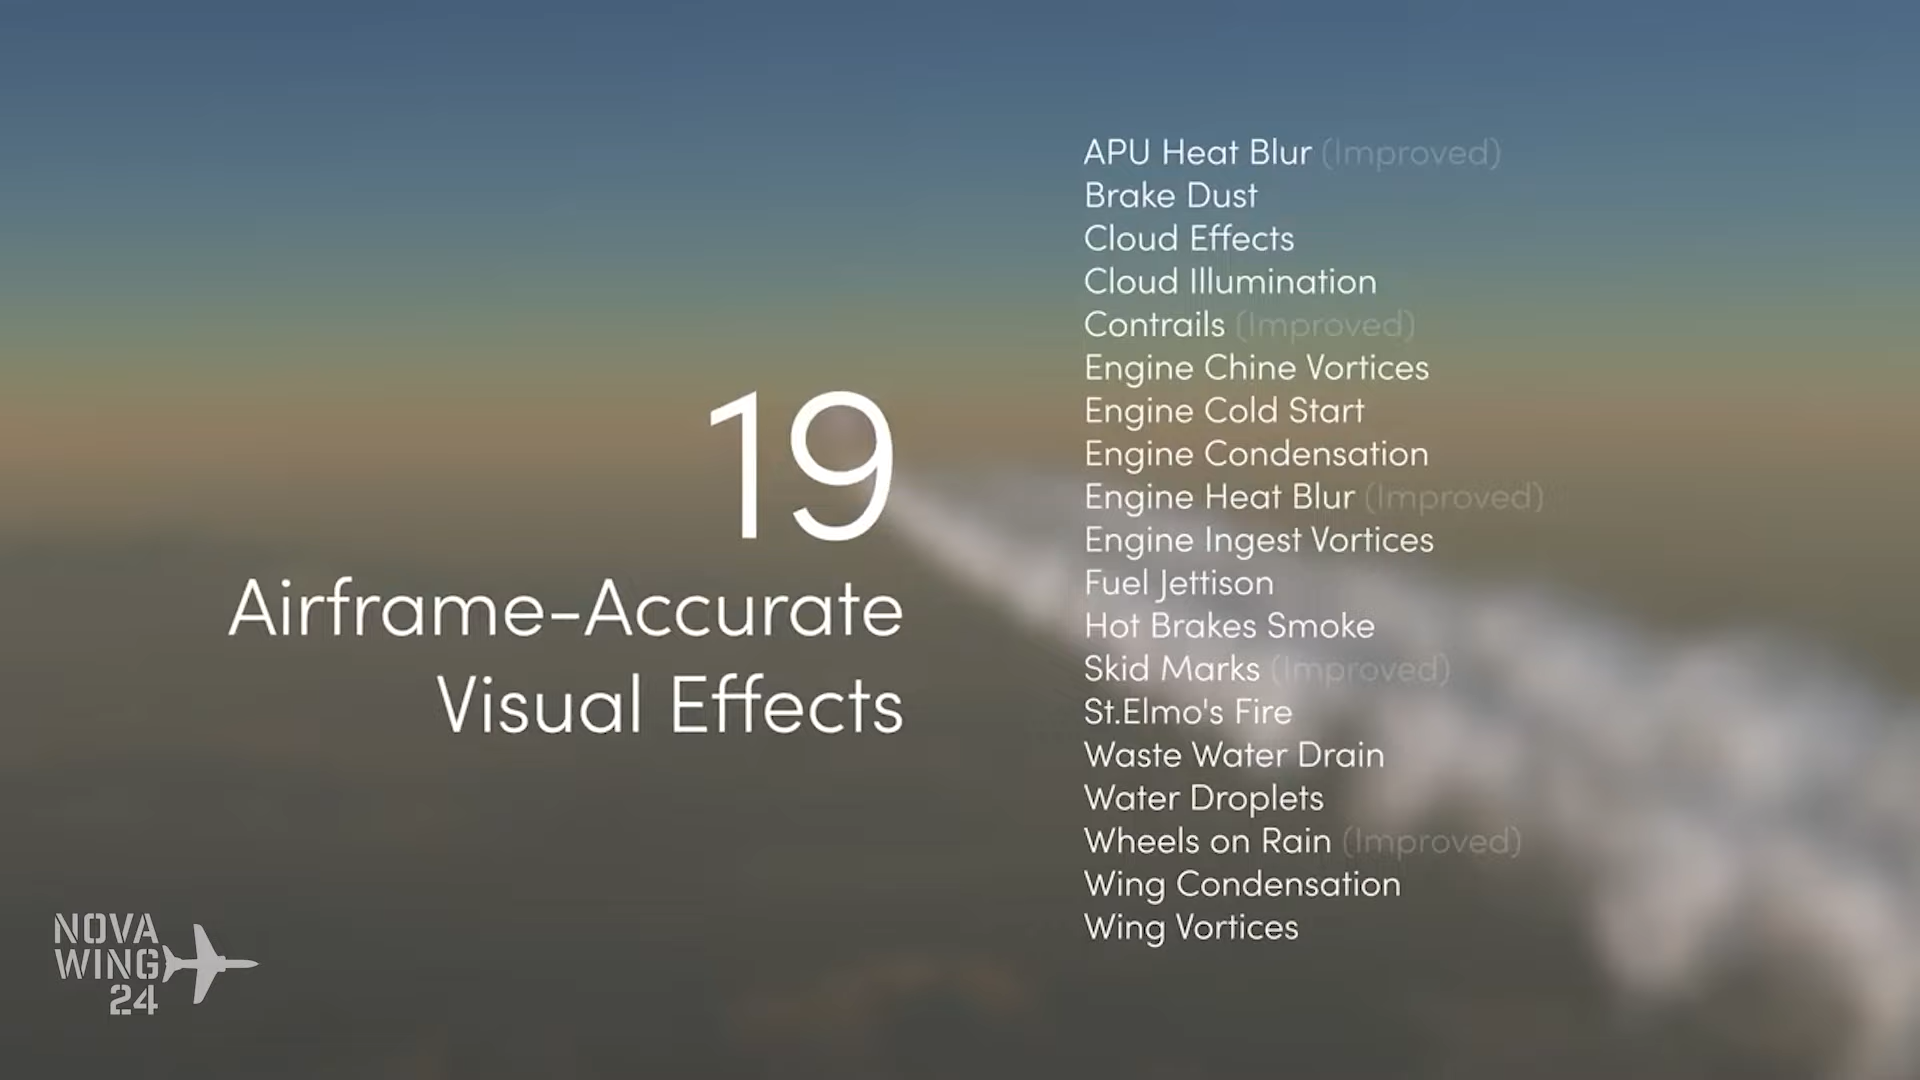 19
Airframe-Accurate
Visual Effects
APU Heat Blur (Improved)
Brake Dust
Cloud Effects
Cloud Illumination
Contrails (Improved)
Engine Chine Vortices
Engine Cold Start
Engine Condensation
Engine Heat Blur (Improved)
Engine Ingest Vortices
Fuel Jettison
Hot Brakes Smoke
Skid Marks (Improved)
St.Elmo's Fire
Waste Water Drain
Water Droplets
Wheels on Rain (Improved)
Wing Condensation
Wing Vortices
NOVA
WING
24